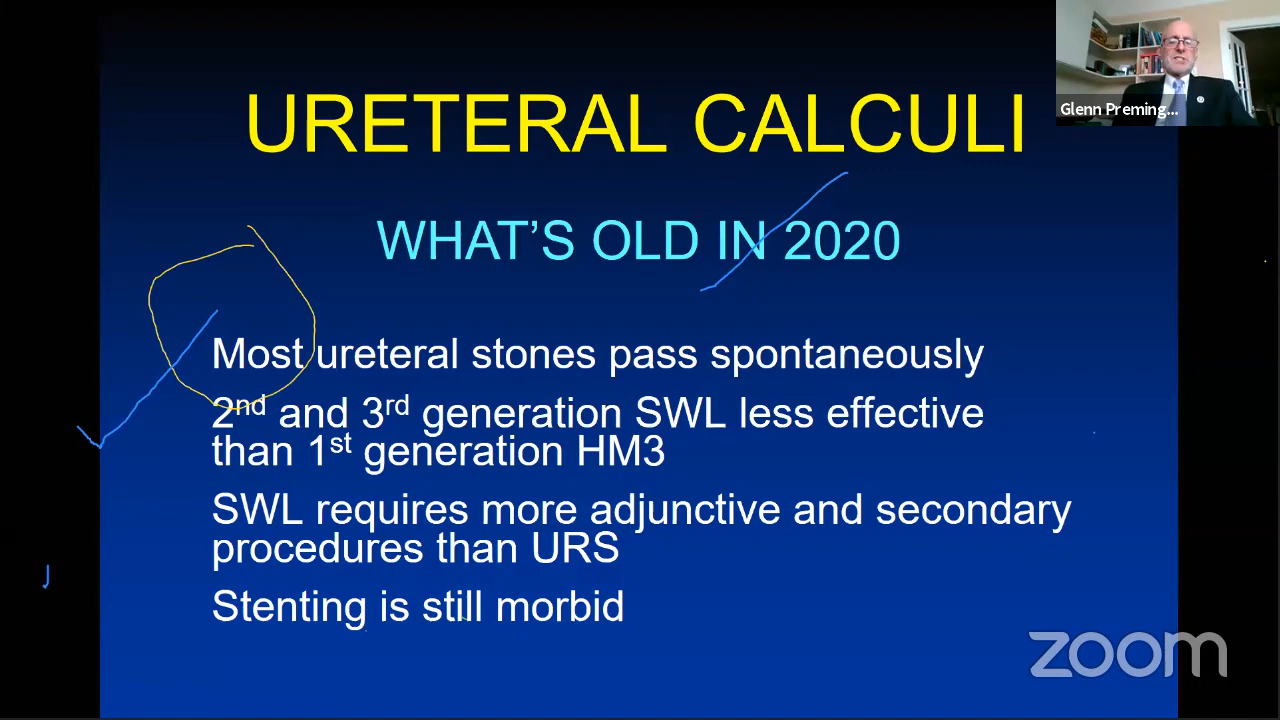 Glenn Preming...
URETERAL CALCULI
WHAT'S OLD IN 2020
Most ureteral stones pass spontaneously
2nd and 3rd generation SWL less effective
than 1st generation HM3
SWL requires more adjunctive and secondary
procedures than URS
Stenting is still morbid
zoom